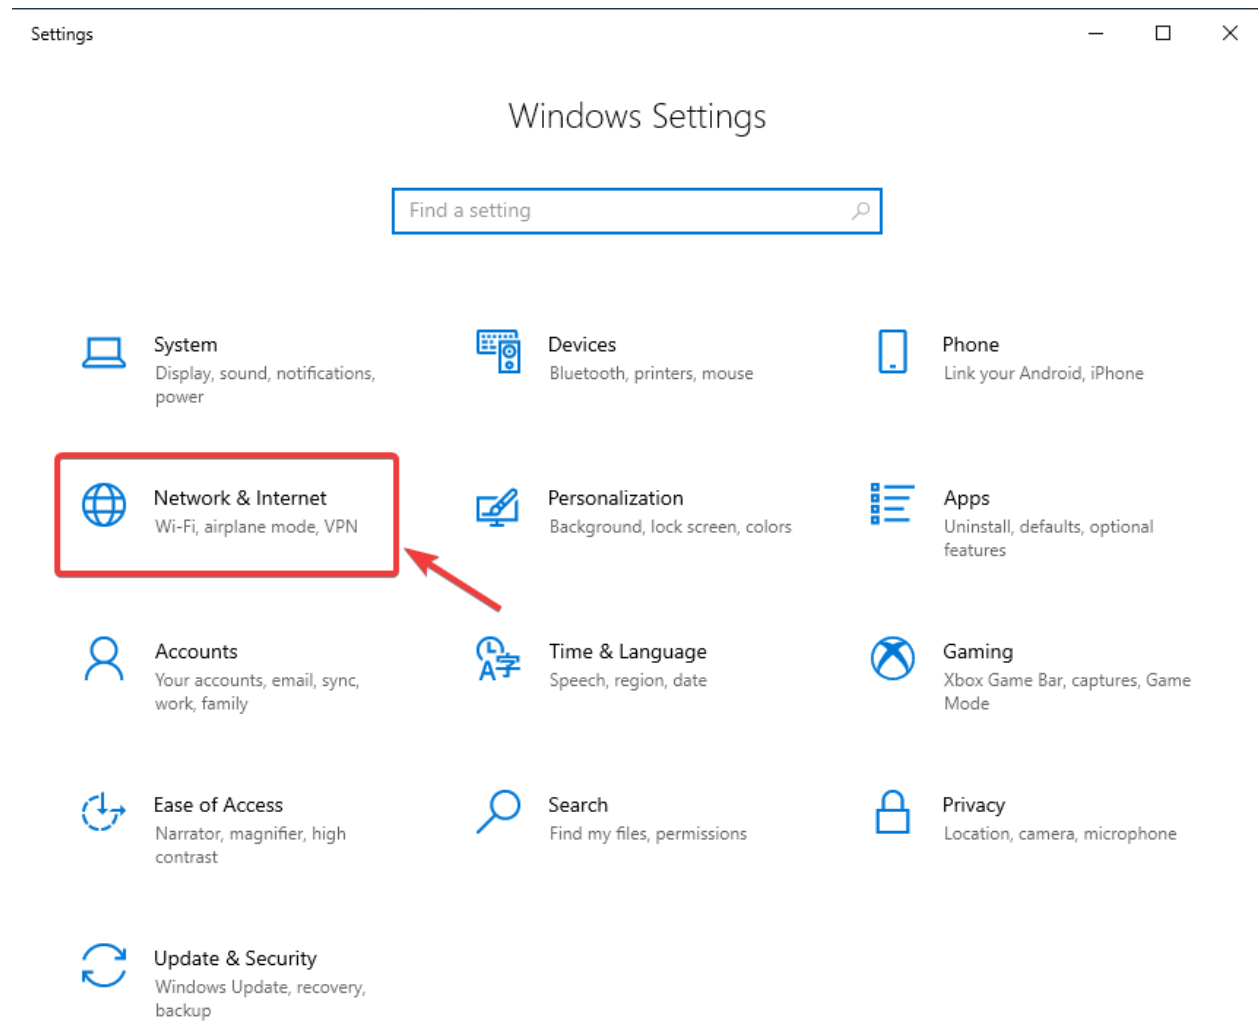 Settings
Windows Settings
Find a setting
System
Display, sound, notifications,
power
Devices
Bluetooth, printers, mouse
Phone
Link your Android, iPhone
Network & Internet
Wi-Fi, airplane mode, VPN
Personalization
Background, lock screen, colors
Apps
Uninstall, defaults, optional
features
Accounts
Your accounts, email, sync,
work, family
Time & Language
Speech, region, date
Gaming
Xbox Game Bar, captures, Game
Mode
Ease of Access
Narrator, magnifier, high
contrast
Search
Find my files, permissions
Privacy
Location, camera, microphone
Update & Security
Windows Update, recovery,
backup